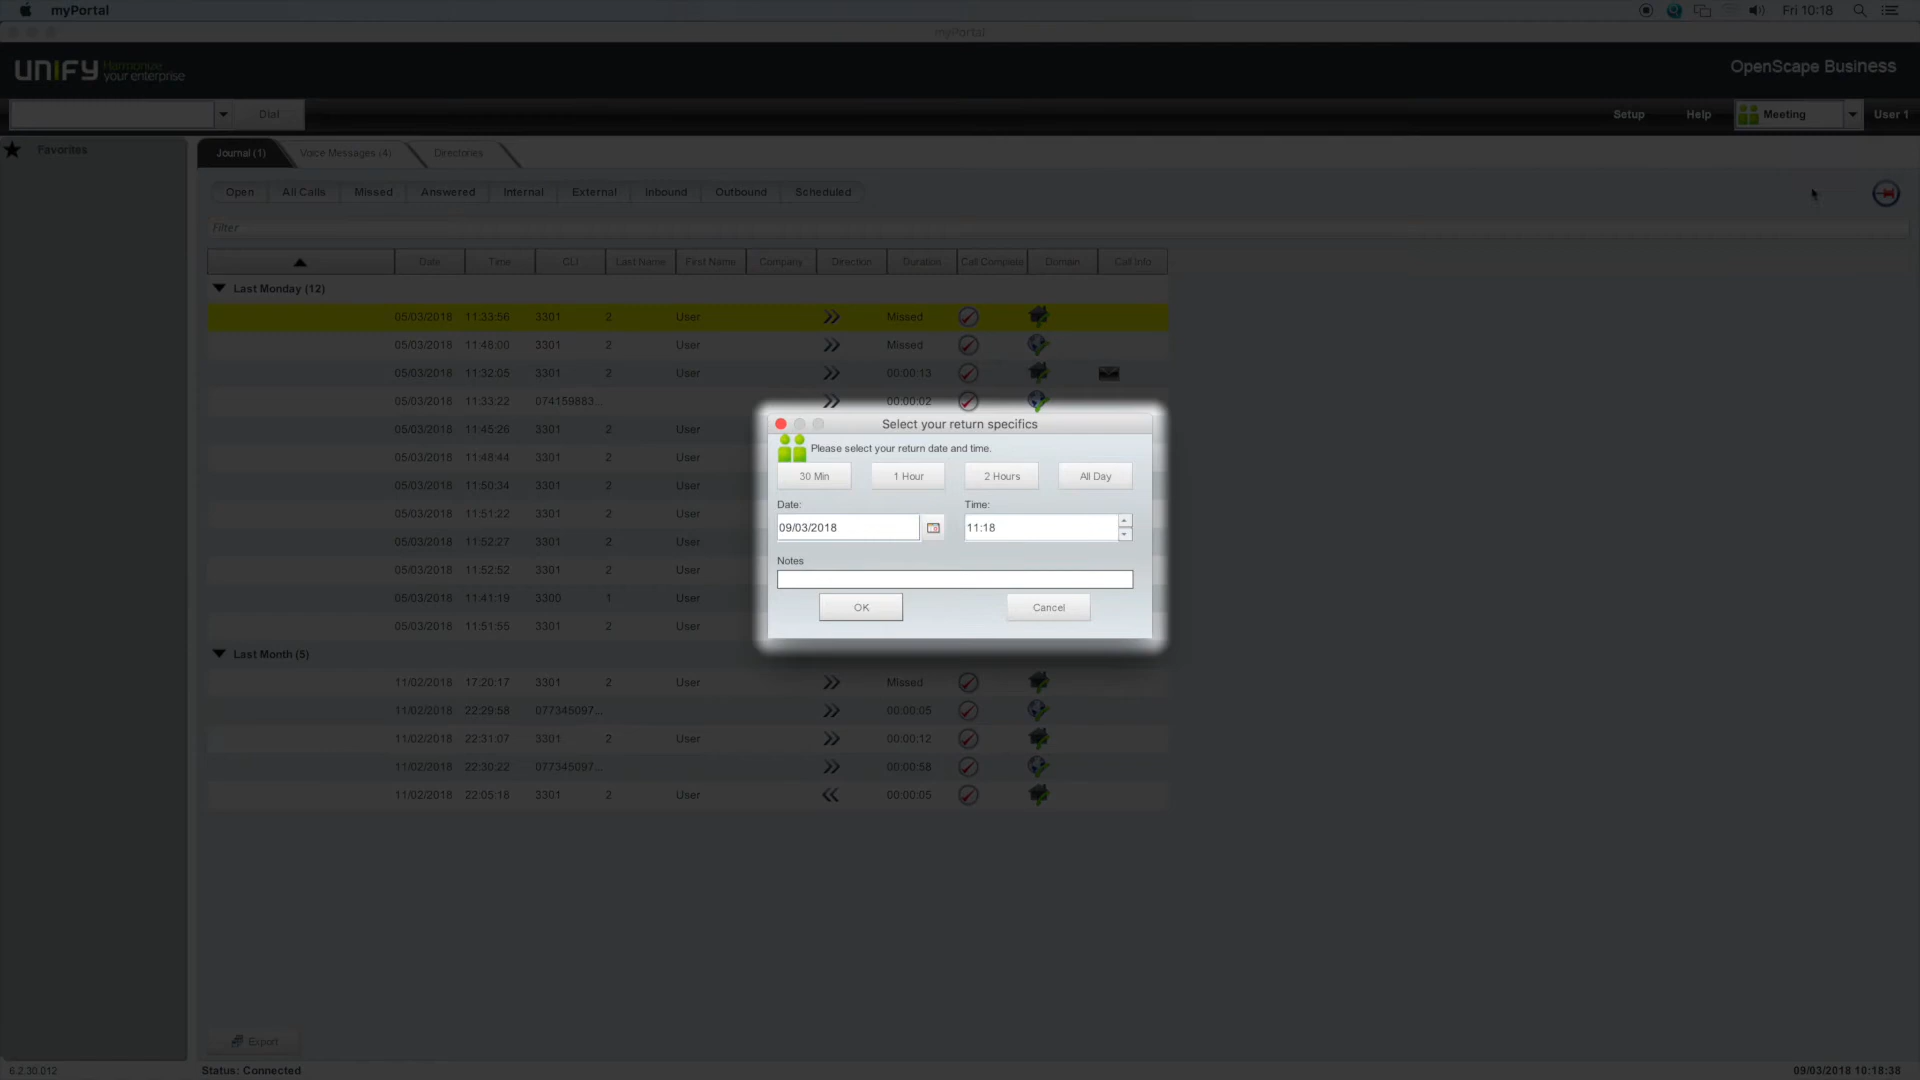 myPortal
Fri 10:18
myPortal
UNIFY Harmonize your enterprise
OpenScape Business
Dial
Setup
Help
Meeting
User 1
Favorites
Journal (1)
Voice Messages (4)
Directories
Open
All Calls
Missed
Answered
Internal
External
Inbound
Outbound
Scheduled
Filter
Date Time CLI Last Name First Name Company Direction Duration Call Complete Domain Call Info
Last Monday (12)
05/03/2018 11:33:56 3301 2 User Missed
05/03/2018 11:48:00 3301 2 User Missed
05/03/2018 11:32:05 3301 2 User 00:00:13
05/03/2018 11:33:22 074159883... 00:00:02
05/03/2018 11:45:26 3301 2 User
05/03/2018 11:48:44 3301 2 User
05/03/2018 11:50:34 3301 2 User
05/03/2018 11:51:22 3301 2 User
05/03/2018 11:52:27 3301 2 User
05/03/2018 11:52:52 3301 2 User
05/03/2018 11:41:19 3300 1 User
05/03/2018 11:51:55 3301 2 User
Last Month (5)
11/02/2018 17:20:17 3301 2 User Missed
11/02/2018 22:29:58 077345097... 00:00:05
11/02/2018 22:31:07 3301 2 User 00:00:12
11/02/2018 22:30:22 077345097... 00:00:58
11/02/2018 22:05:18 3301 2 User 00:00:05
Select your return specifics
Please select your return date and time.
30 Min
1 Hour
2 Hours
All Day
Date:
Time:
09/03/2018
11:18
Notes
OK
Cancel
Export
6.2.30.012
Status: Connected
09/03/2018 10:18:38